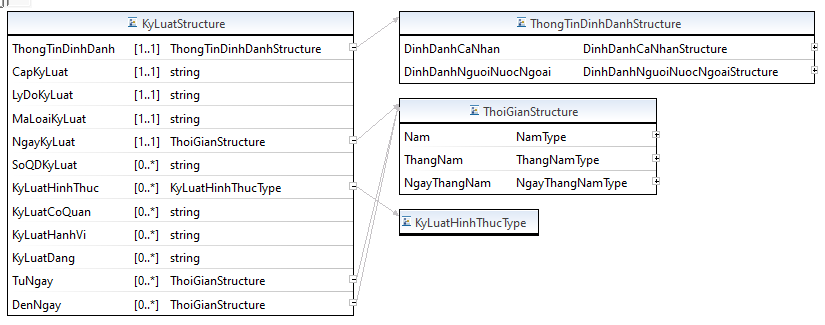 KyLuatStructure
ThongTinDinhDanh [1..1] ThongTinDinhDanhStructure
CapKyLuat [1..1] string
LyDoKyLuat [1..1] string
MaLoaiKyLuat [1..1] string
NgayKyLuat [1..1] ThoiGianStructure
SoQDKyLuat [0..*] string
KyLuatHinhThuc [0..*] KyLuatHinhThucType
KyLuatCoQuan [0..*] string
KyLuatHanhVi [0..*] string
KyLuatDang [0..*] string
TuNgay [0..*] ThoiGianStructure
DenNgay [0..*] ThoiGianStructure
ThongTinDinhDanhStructure
DinhDanhCaNhan DinhDanhCaNhanStructure
DinhDanhNguoiNuocNgoai DinhDanhNguoiNuocNgoaiStructure
ThoiGianStructure
Nam NamType
ThangNam ThangNamType
NgayThangNam NgayThangNamType
KyLuatHinhThucType